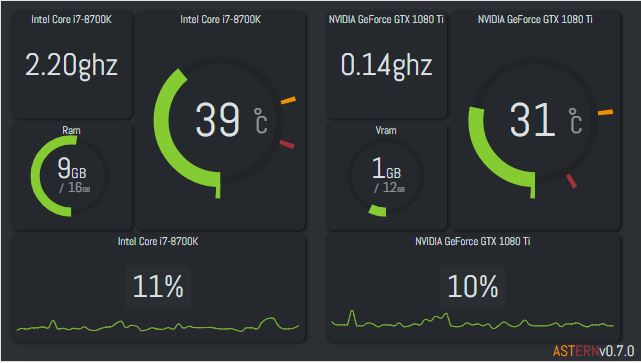 Intel Core i7-8700K
2.20ghz
Intel Core i7-8700K
39 °C
NVIDIA GeForce GTX 1080 Ti
0.14ghz
NVIDIA GeForce GTX 1080 Ti
31 °C
Ram
9GB
/ 16GB
Vram
1GB
/ 12GB
Intel Core i7-8700K
11%
NVIDIA GeForce GTX 1080 Ti
10%
ASTERNv0.7.0